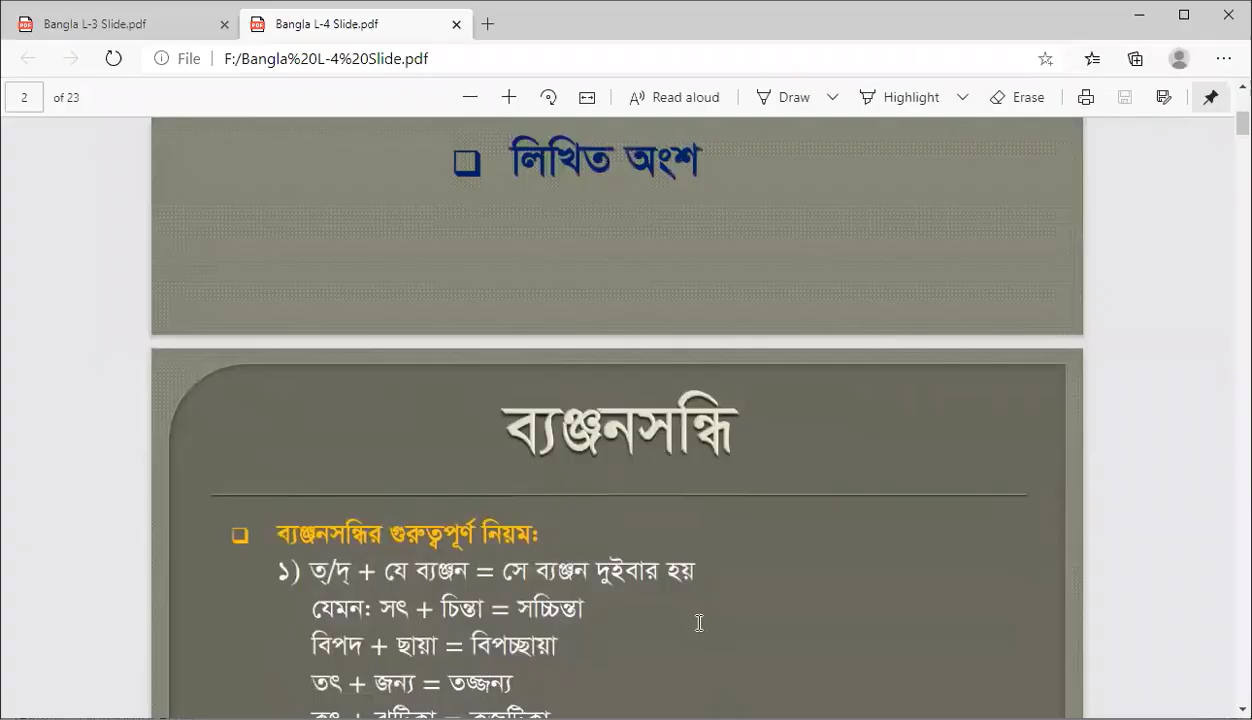 Bangla L-3 Slide.pdf
Bangla L-4 Slide.pdf
File F:/Bangla%20L-4%20Slide.pdf
2 of 23 Read aloud Draw Highlight Erase
লিখিত অংশ
ব্যঞ্জনসন্ধি
ব্যঞ্জনসন্ধির গুরুত্বপূর্ণ নিয়ম:
১) ত্/দ্ + যে ব্যঞ্জন = সে ব্যঞ্জন দুইবার হয়
যেমন: সৎ + চিন্তা = সচ্চিন্তা
বিপদ + ছায়া = বিপচ্ছায়া
তৎ + জন্য = তজ্জন্য